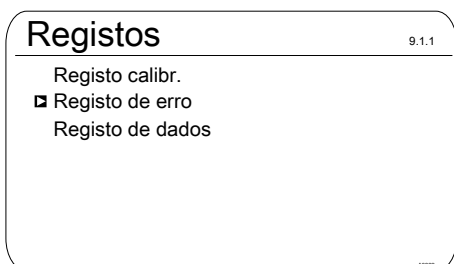 Registos
9.1.1
Registo calibr.
Registo de erro
Registo de dados